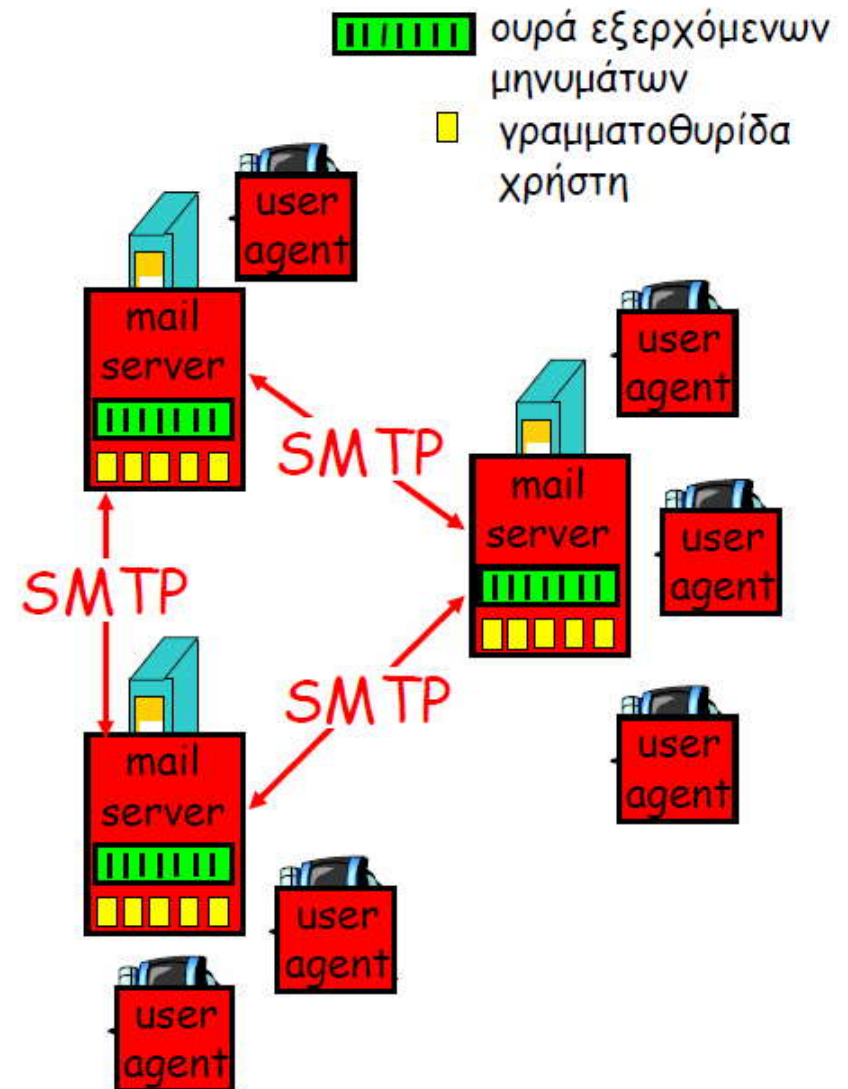 ουρά εξερχόμενων
μηνυμάτων
γραμματοθυρίδα
χρήστη
user
agent
mail
server
user
agent
SMTP
mail
server
user
agent
SMTP
SMTP
user
agent
mail
server
user
agent
user
agent